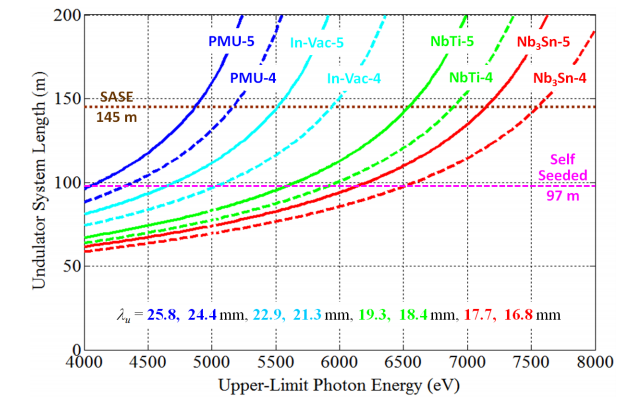 200
150
100
50
0
Undulator System Length (m)
PMU-5
In-Vac-5
NbTi-5
Nb₃Sn-5
PMU-4
In-Vac-4
NbTi-4
Nb₃Sn-4
SASE
145 m
Self
Seeded
97 m
λᵤ = 25.8, 24.4 mm, 22.9, 21.3 mm, 19.3, 18.4 mm, 17.7, 16.8 mm
4000 4500 5000 5500 6000 6500 7000 7500 8000
Upper-Limit Photon Energy (eV)